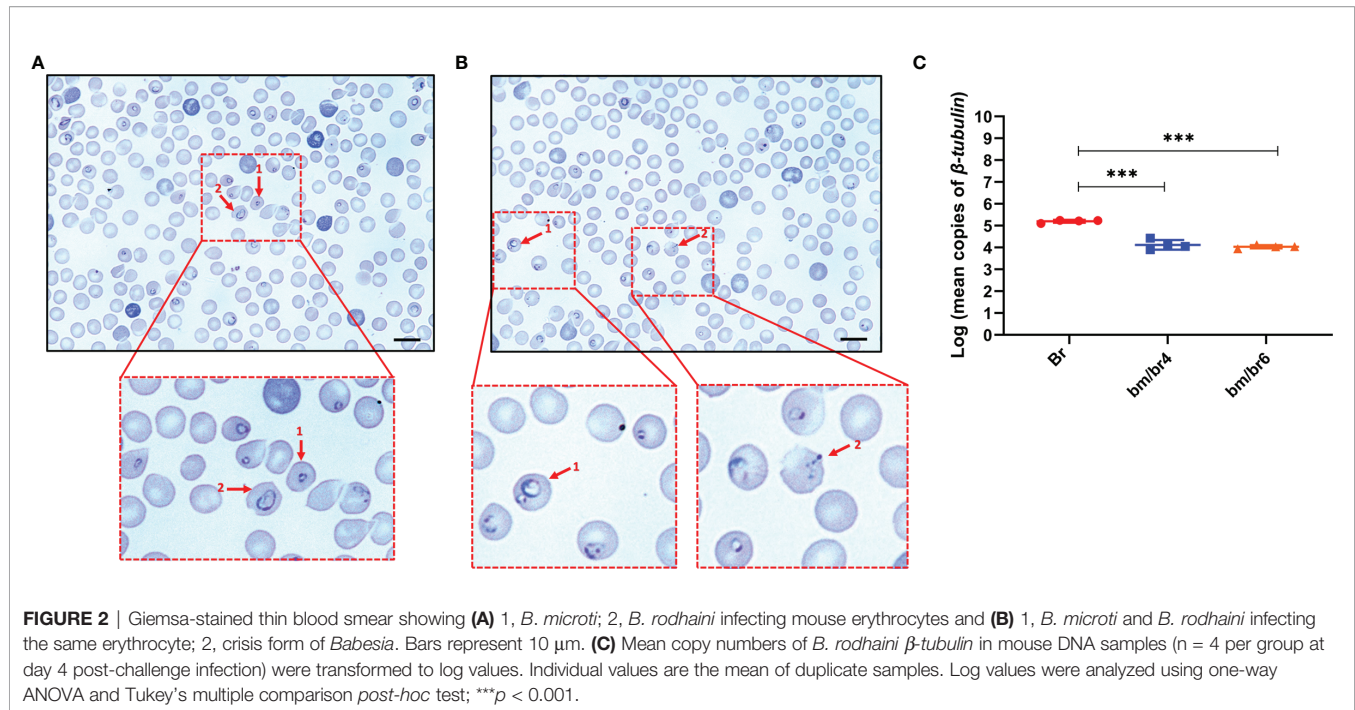 A
B
C
1
2
1
2
1
2
1
2
Log (mean copies of β-tubulin)
10
9
8
7
6
5
4
3
2
1
0
***
***
Br
bm/br4
bm/br6
FIGURE 2 | Giemsa-stained thin blood smear showing (A) 1, B. microti; 2, B. rodhaini infecting mouse erythrocytes and (B) 1, B. microti and B. rodhaini infecting
the same erythrocyte; 2, crisis form of Babesia. Bars represent 10 μm. (C) Mean copy numbers of B. rodhaini β-tubulin in mouse DNA samples (n = 4 per group at
day 4 post-challenge infection) were transformed to log values. Individual values are the mean of duplicate samples. Log values were analyzed using one-way
ANOVA and Tukey’s multiple comparison post-hoc test; ***p < 0.001.